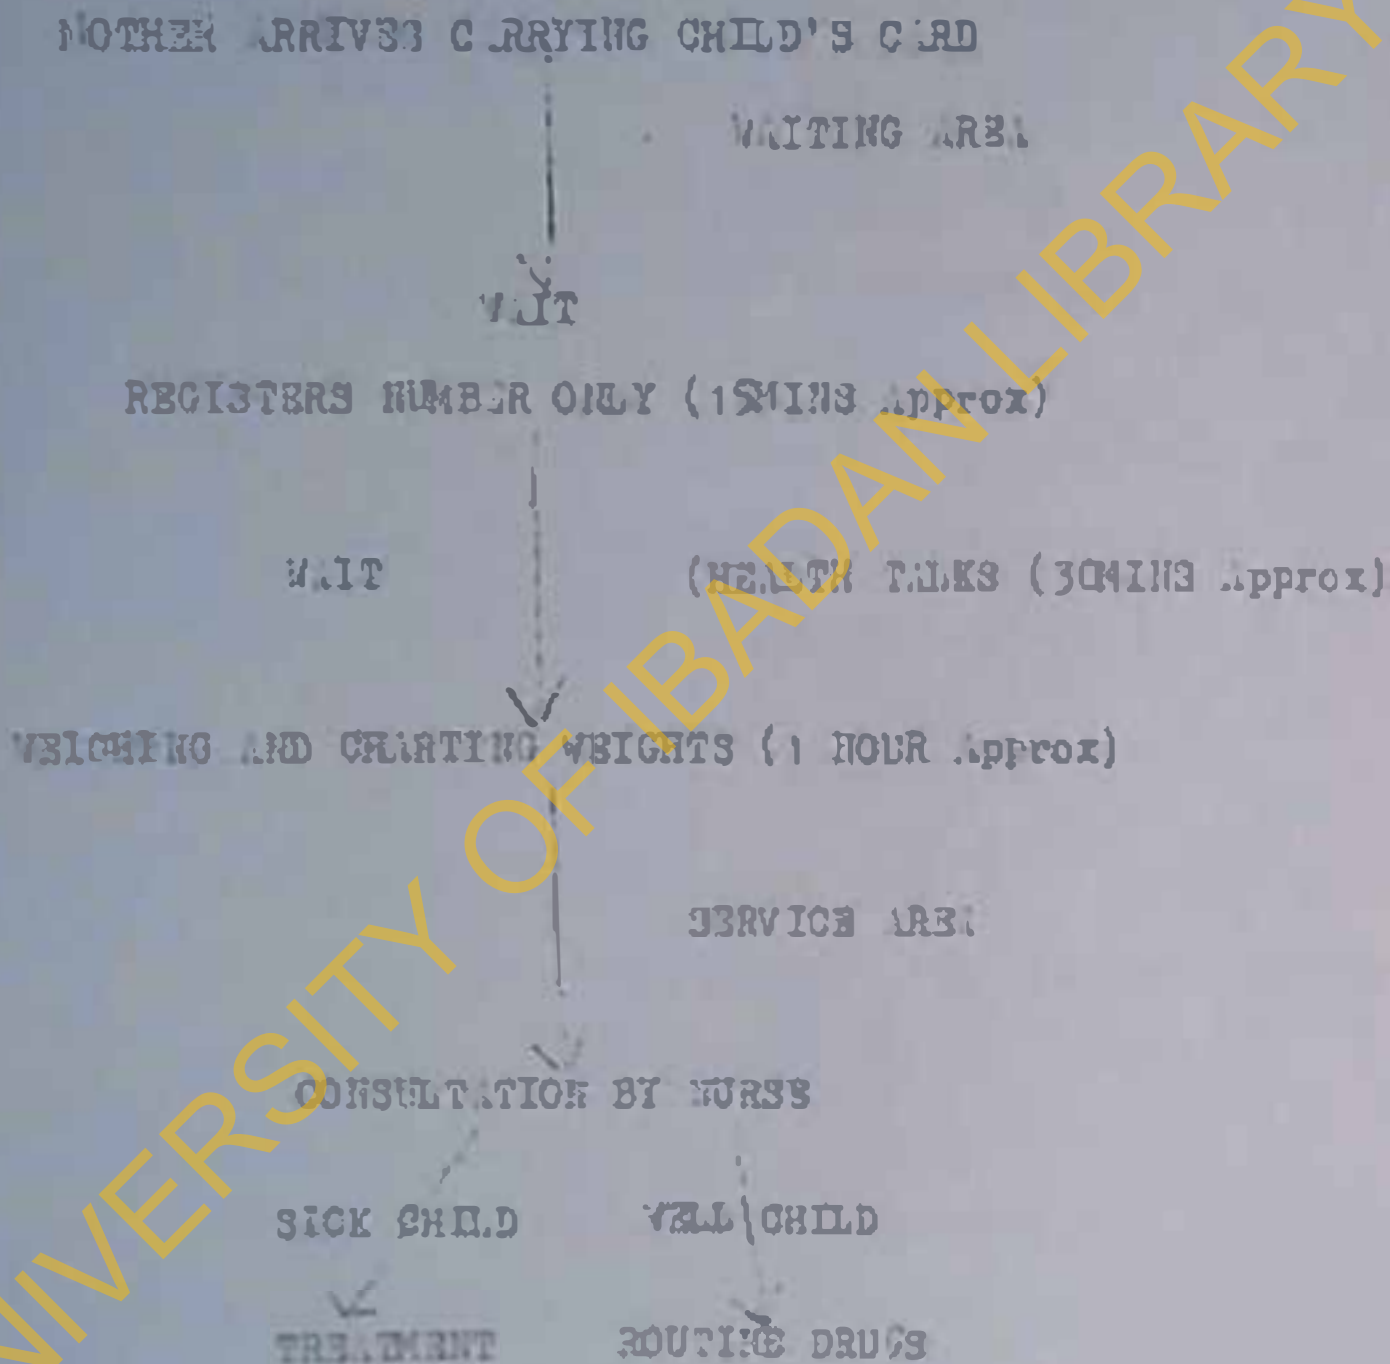 MOTHER ARRIVES CARRYING CHILD'S CARD
WAITING AREA
WAIT
REGISTERS NUMBER ONLY (15MINS Approx)
WAIT (HEALTH TALKS (30MINS Approx)
WEIGHING AND CHARTING WEIGHTS (1 HOUR Approx)
SERVICE AREA
CONSULTATION BY NURSE
SICK CHILD WELL CHILD
TREATMENT ROUTINE DRUGS
UNIVERSITY OF IBADAN LIBRARY